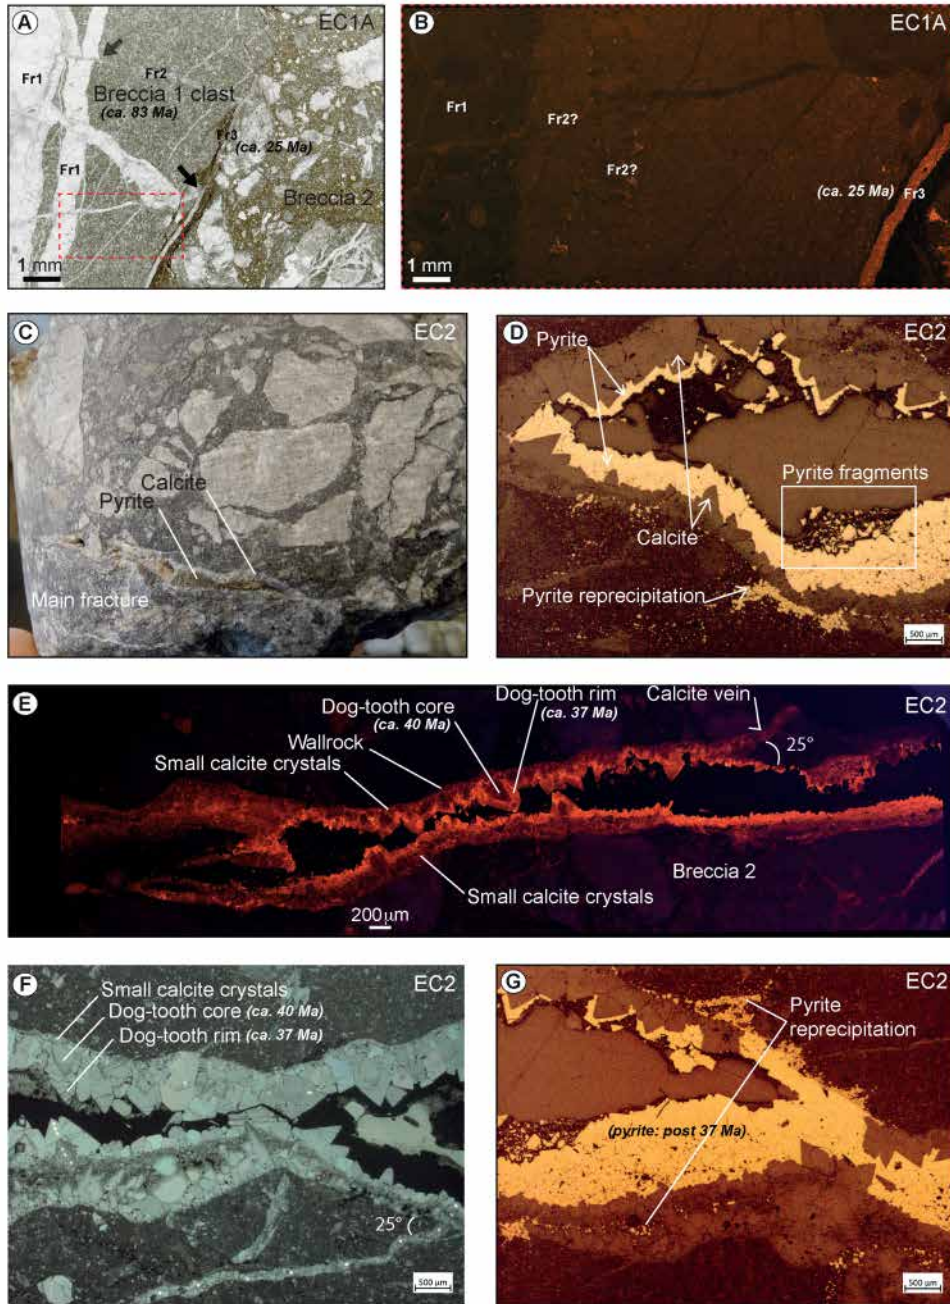 A
EC1A
Fr1
Fr2
Breccia 1 clast
(ca. 83 Ma)
Fr3
(ca. 25 Ma)
Fr1
Breccia 2
1 mm
B
EC1A
Fr1
Fr2?
Fr2?
(ca. 25 Ma)
Fr3
1 mm
C
EC2
Calcite
Pyrite
Main fracture
D
EC2
Pyrite
Pyrite fragments
Calcite
Pyrite reprecipitation
500 µm
E
EC2
Calcite vein
Dog-tooth rim
(ca. 37 Ma)
Dog-tooth core
(ca. 40 Ma)
25°
Wallrock
Small calcite crystals
Breccia 2
Small calcite crystals
200µm
F
EC2
Small calcite crystals
Dog-tooth core (ca. 40 Ma)
Dog-tooth rim (ca. 37 Ma)
25°
500 µm
G
EC2
Pyrite
reprecipitation
(pyrite: post 37 Ma)
500 µm